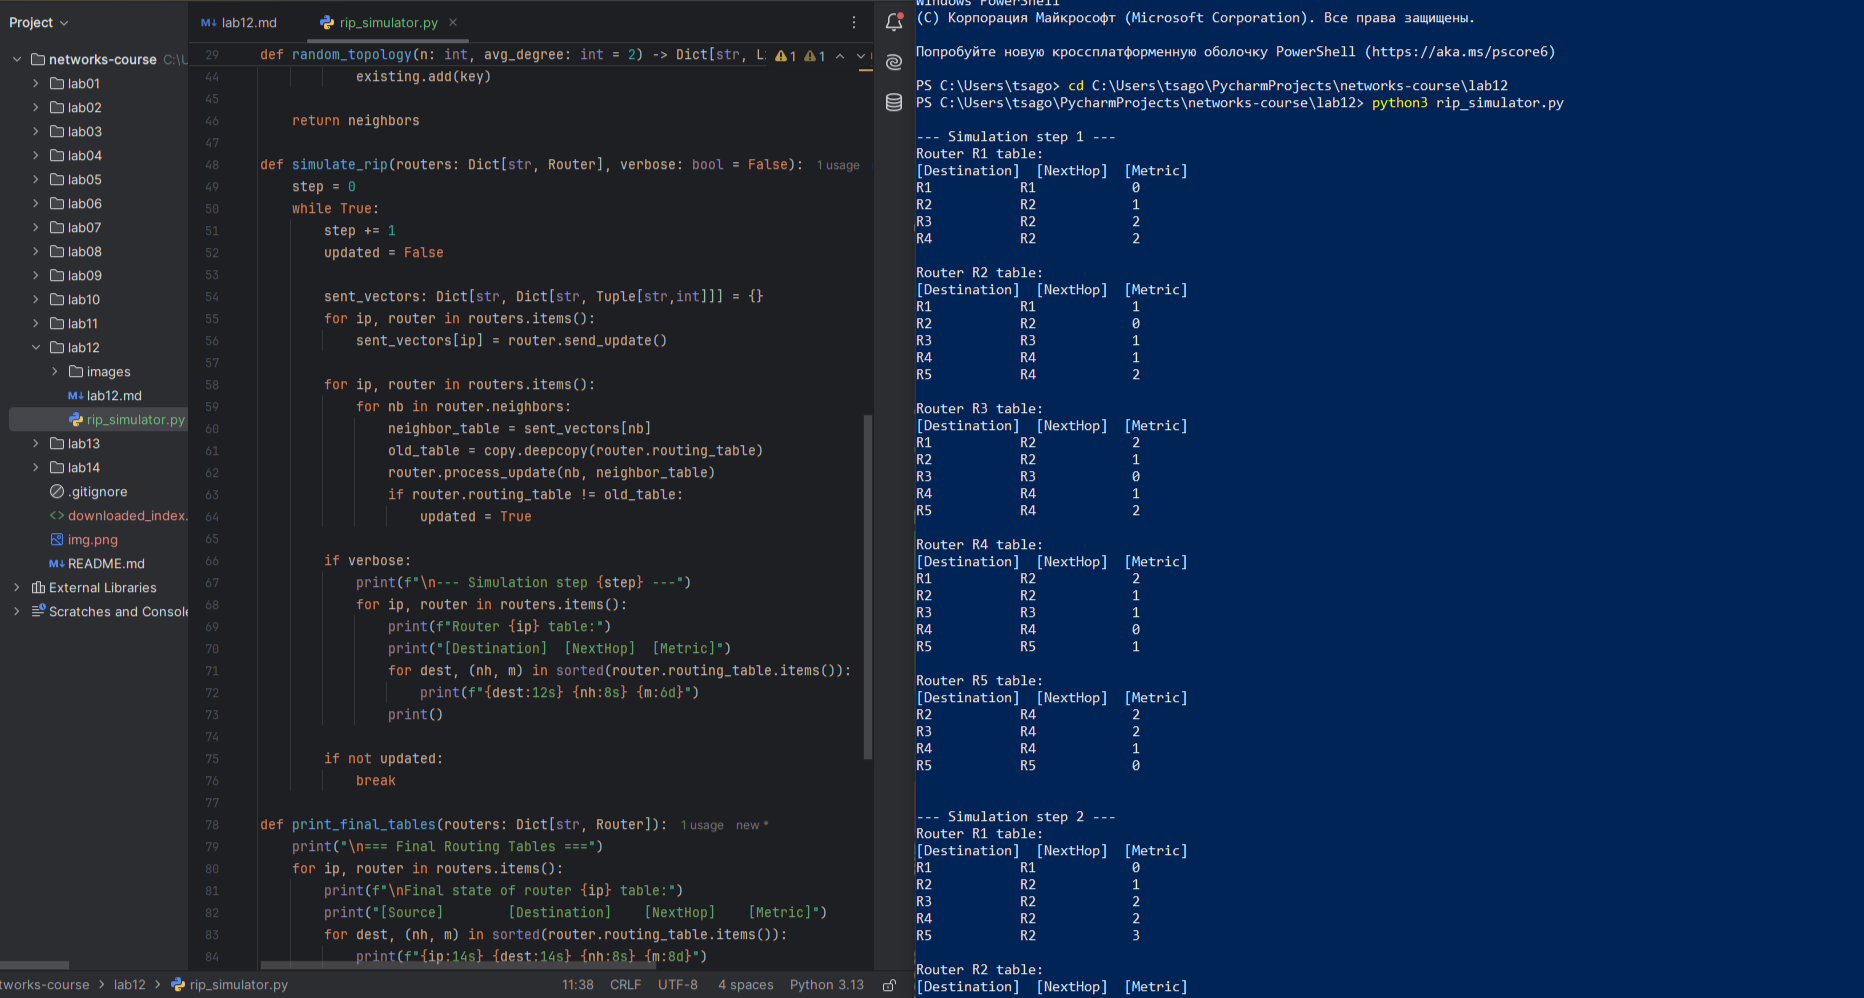 Project
networks-course C:\U
lab01
lab02
lab03
lab04
lab05
lab06
lab07
lab08
lab09
lab10
lab11
lab12
images
lab12.md
rip_simulator.py
lab13
lab14
.gitignore
downloaded_index.
img.png
README.md
External Libraries
Scratches and Console
lab12.md
rip_simulator.py
29 def random_topology(n: int, avg_degree: int = 2) -> Dict[str, L 1 1
44 existing.add(key)
45
46 return neighbors
47
48 def simulate_rip(routers: Dict[str, Router], verbose: bool = False): 1 usage
49 step = 0
50 while True:
51 step += 1
52 updated = False
53
54 sent_vectors: Dict[str, Dict[str, Tuple[str,int]]] = {}
55 for ip, router in routers.items():
56 sent_vectors[ip] = router.send_update()
57
58 for ip, router in routers.items():
59 for nb in router.neighbors:
60 neighbor_table = sent_vectors[nb]
61 old_table = copy.deepcopy(router.routing_table)
62 router.process_update(nb, neighbor_table)
63 if router.routing_table != old_table:
64 updated = True
65
66 if verbose:
67 print(f"\n--- Simulation step {step} ---")
68 for ip, router in routers.items():
69 print(f"Router {ip} table:")
70 print("[Destination]  [NextHop]  [Metric]")
71 for dest, (nh, m) in sorted(router.routing_table.items()):
72 print(f"{dest:12s} {nh:8s} {m:6d}")
73 print()
74
75 if not updated:
76 break
77
78 def print_final_tables(routers: Dict[str, Router]): 1 usage new *
79 print("\n=== Final Routing Tables ===")
80 for ip, router in routers.items():
81 print(f"\nFinal state of router {ip} table:")
82 print("[Source]        [Destination]    [NextHop]    [Metric]")
83 for dest, (nh, m) in sorted(router.routing_table.items()):
84 print(f"{ip:14s} {dest:14s} {nh:8s} {m:8d}")
tworks-course > lab12 > rip_simulator.py 11:38 CRLF UTF-8 4 spaces Python 3.13
Windows PowerShell
(C) Корпорация Майкрософт (Microsoft Corporation). Все права защищены.
Попробуйте новую кроссплатформенную оболочку PowerShell (https://aka.ms/pscore6)
PS C:\Users\tsago> cd C:\Users\tsago\PycharmProjects\networks-course\lab12
PS C:\Users\tsago\PycharmProjects\networks-course\lab12> python3 rip_simulator.py
--- Simulation step 1 ---
Router R1 table:
[Destination]  [NextHop]  [Metric]
R1 R1 0
R2 R2 1
R3 R2 2
R4 R2 2
Router R2 table:
[Destination]  [NextHop]  [Metric]
R1 R1 1
R2 R2 0
R3 R3 1
R4 R4 1
R5 R4 2
Router R3 table:
[Destination]  [NextHop]  [Metric]
R1 R2 2
R2 R2 1
R3 R3 0
R4 R4 1
R5 R4 2
Router R4 table:
[Destination]  [NextHop]  [Metric]
R1 R2 2
R2 R2 1
R3 R3 1
R4 R4 0
R5 R5 1
Router R5 table:
[Destination]  [NextHop]  [Metric]
R2 R4 2
R3 R4 2
R4 R4 1
R5 R5 0
--- Simulation step 2 ---
Router R1 table:
[Destination]  [NextHop]  [Metric]
R1 R1 0
R2 R2 1
R3 R2 2
R4 R2 2
R5 R2 3
Router R2 table:
[Destination]  [NextHop]  [Metric]